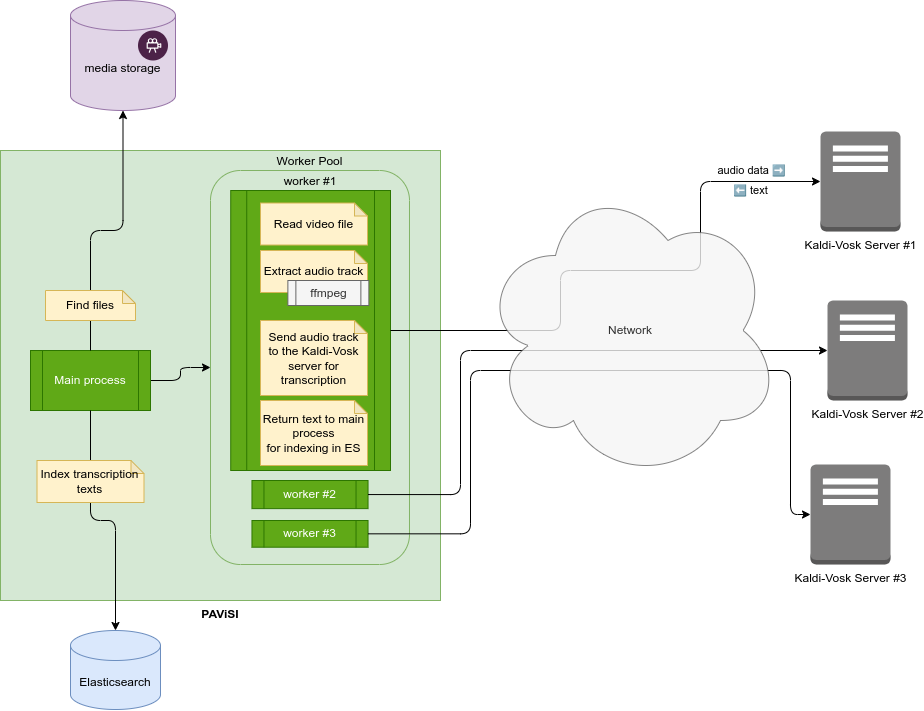 media storage
Worker Pool
worker #1
Read video file
Extract audio track
ffmpeg
Send audio track
to the Kaldi-Vosk
server for
transcription
Return text to main
process
for indexing in ES
worker #2
worker #3
Find files
Main process
Index transcription
texts
PAViSI
Elasticsearch
Network
audio data ➡️
⬅️ text
Kaldi-Vosk Server #1
Kaldi-Vosk Server #2
Kaldi-Vosk Server #3